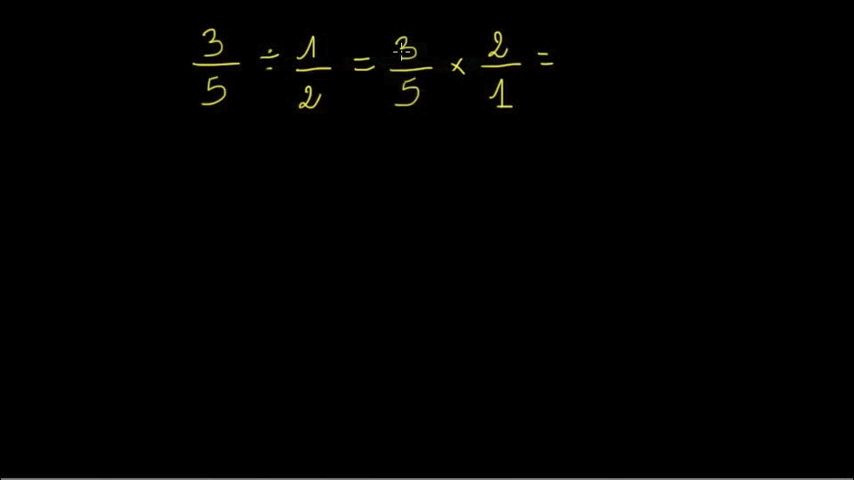 3/5 ÷ 1/2 = 3/5 × 2/1 =